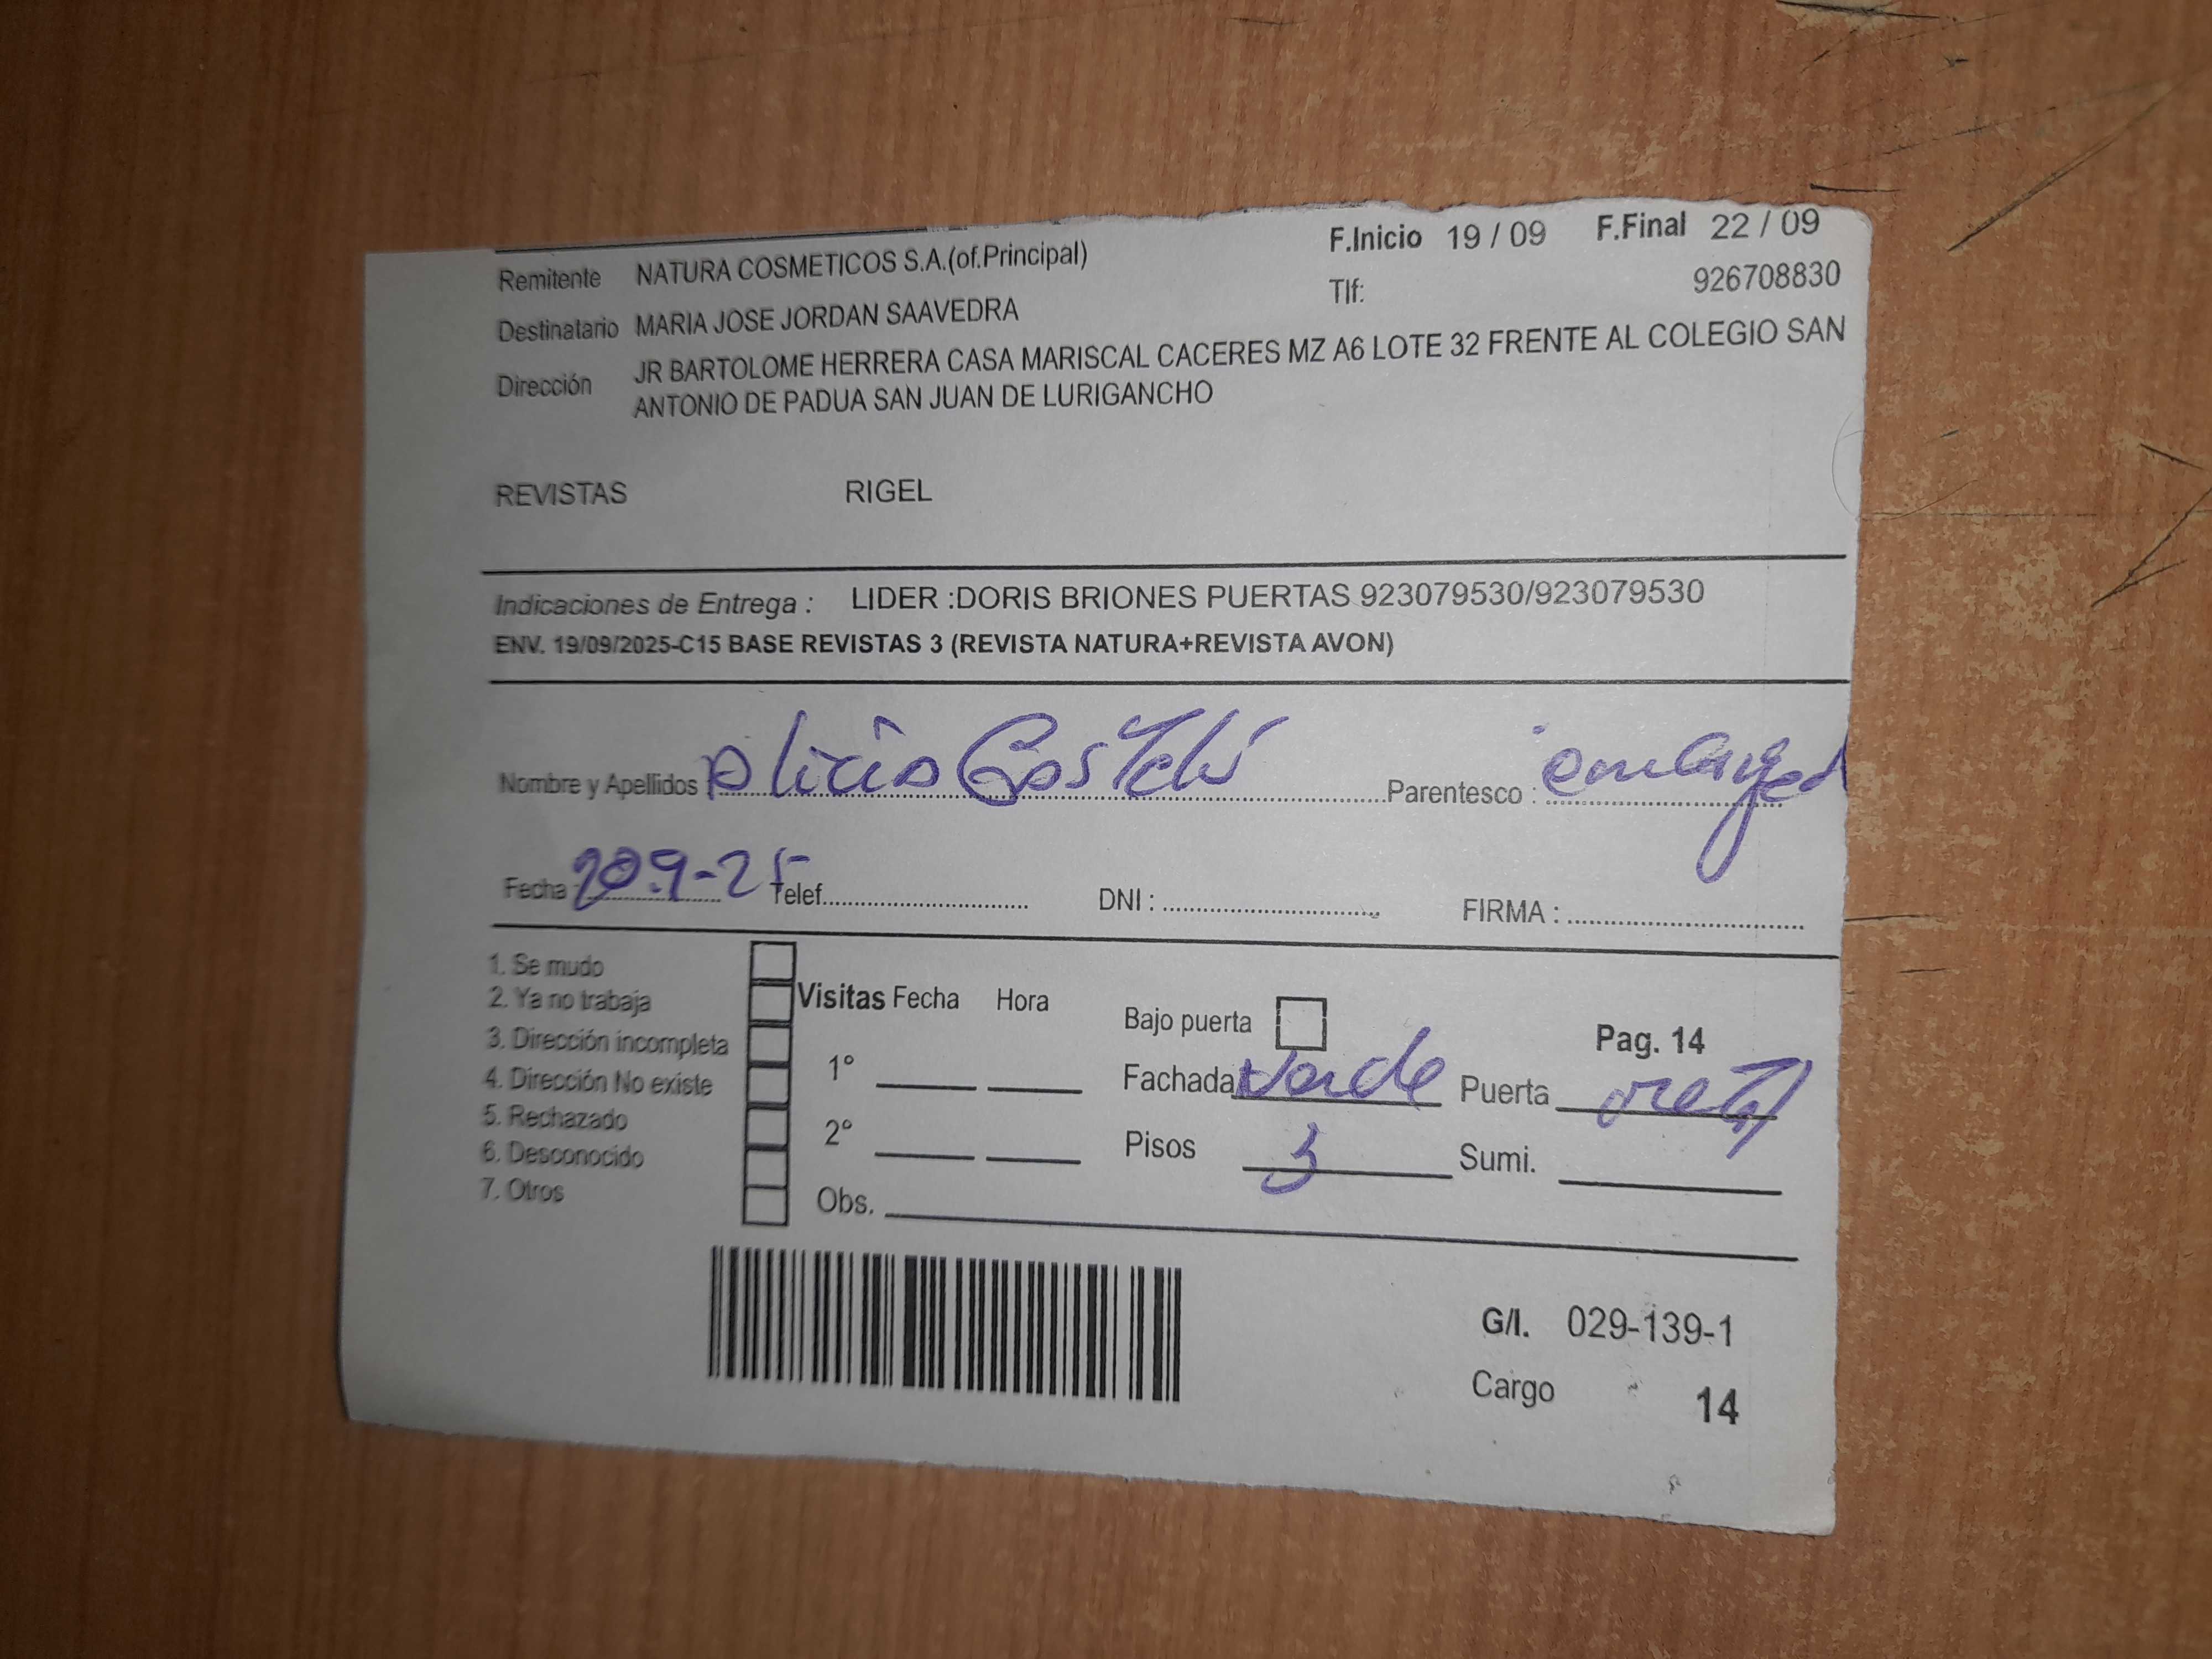 F.Inicio 19 / 09 F.Final 22 / 09
Remitente NATURA COSMETICOS S.A.(of.Principal)
Tlf: 926708830
Destinatario MARIA JOSE JORDAN SAAVEDRA
Dirección JR BARTOLOME HERRERA CASA MARISCAL CACERES MZ A6 LOTE 32 FRENTE AL COLEGIO SAN
ANTONIO DE PADUA SAN JUAN DE LURIGANCHO
REVISTAS RIGEL
Indicaciones de Entrega : LIDER :DORIS BRIONES PUERTAS 923079530/923079530
ENV. 19/09/2025-C15 BASE REVISTAS 3 (REVISTA NATURA+REVISTA AVON)
Nombre y Apellidos Parentesco :
Fecha 20.9-25 Telef. DNI : FIRMA :
1. Se mudo
2. Ya no trabaja
3. Dirección incompleta
4. Dirección No existe
5. Rechazado
6. Desconocido
7. Otros
Visitas Fecha Hora
1°
2°
Obs.
Bajo puerta Pag. 14
Fachada Verde Puerta metal
Pisos 3 Sumi.
G/I. 029-139-1
Cargo 14